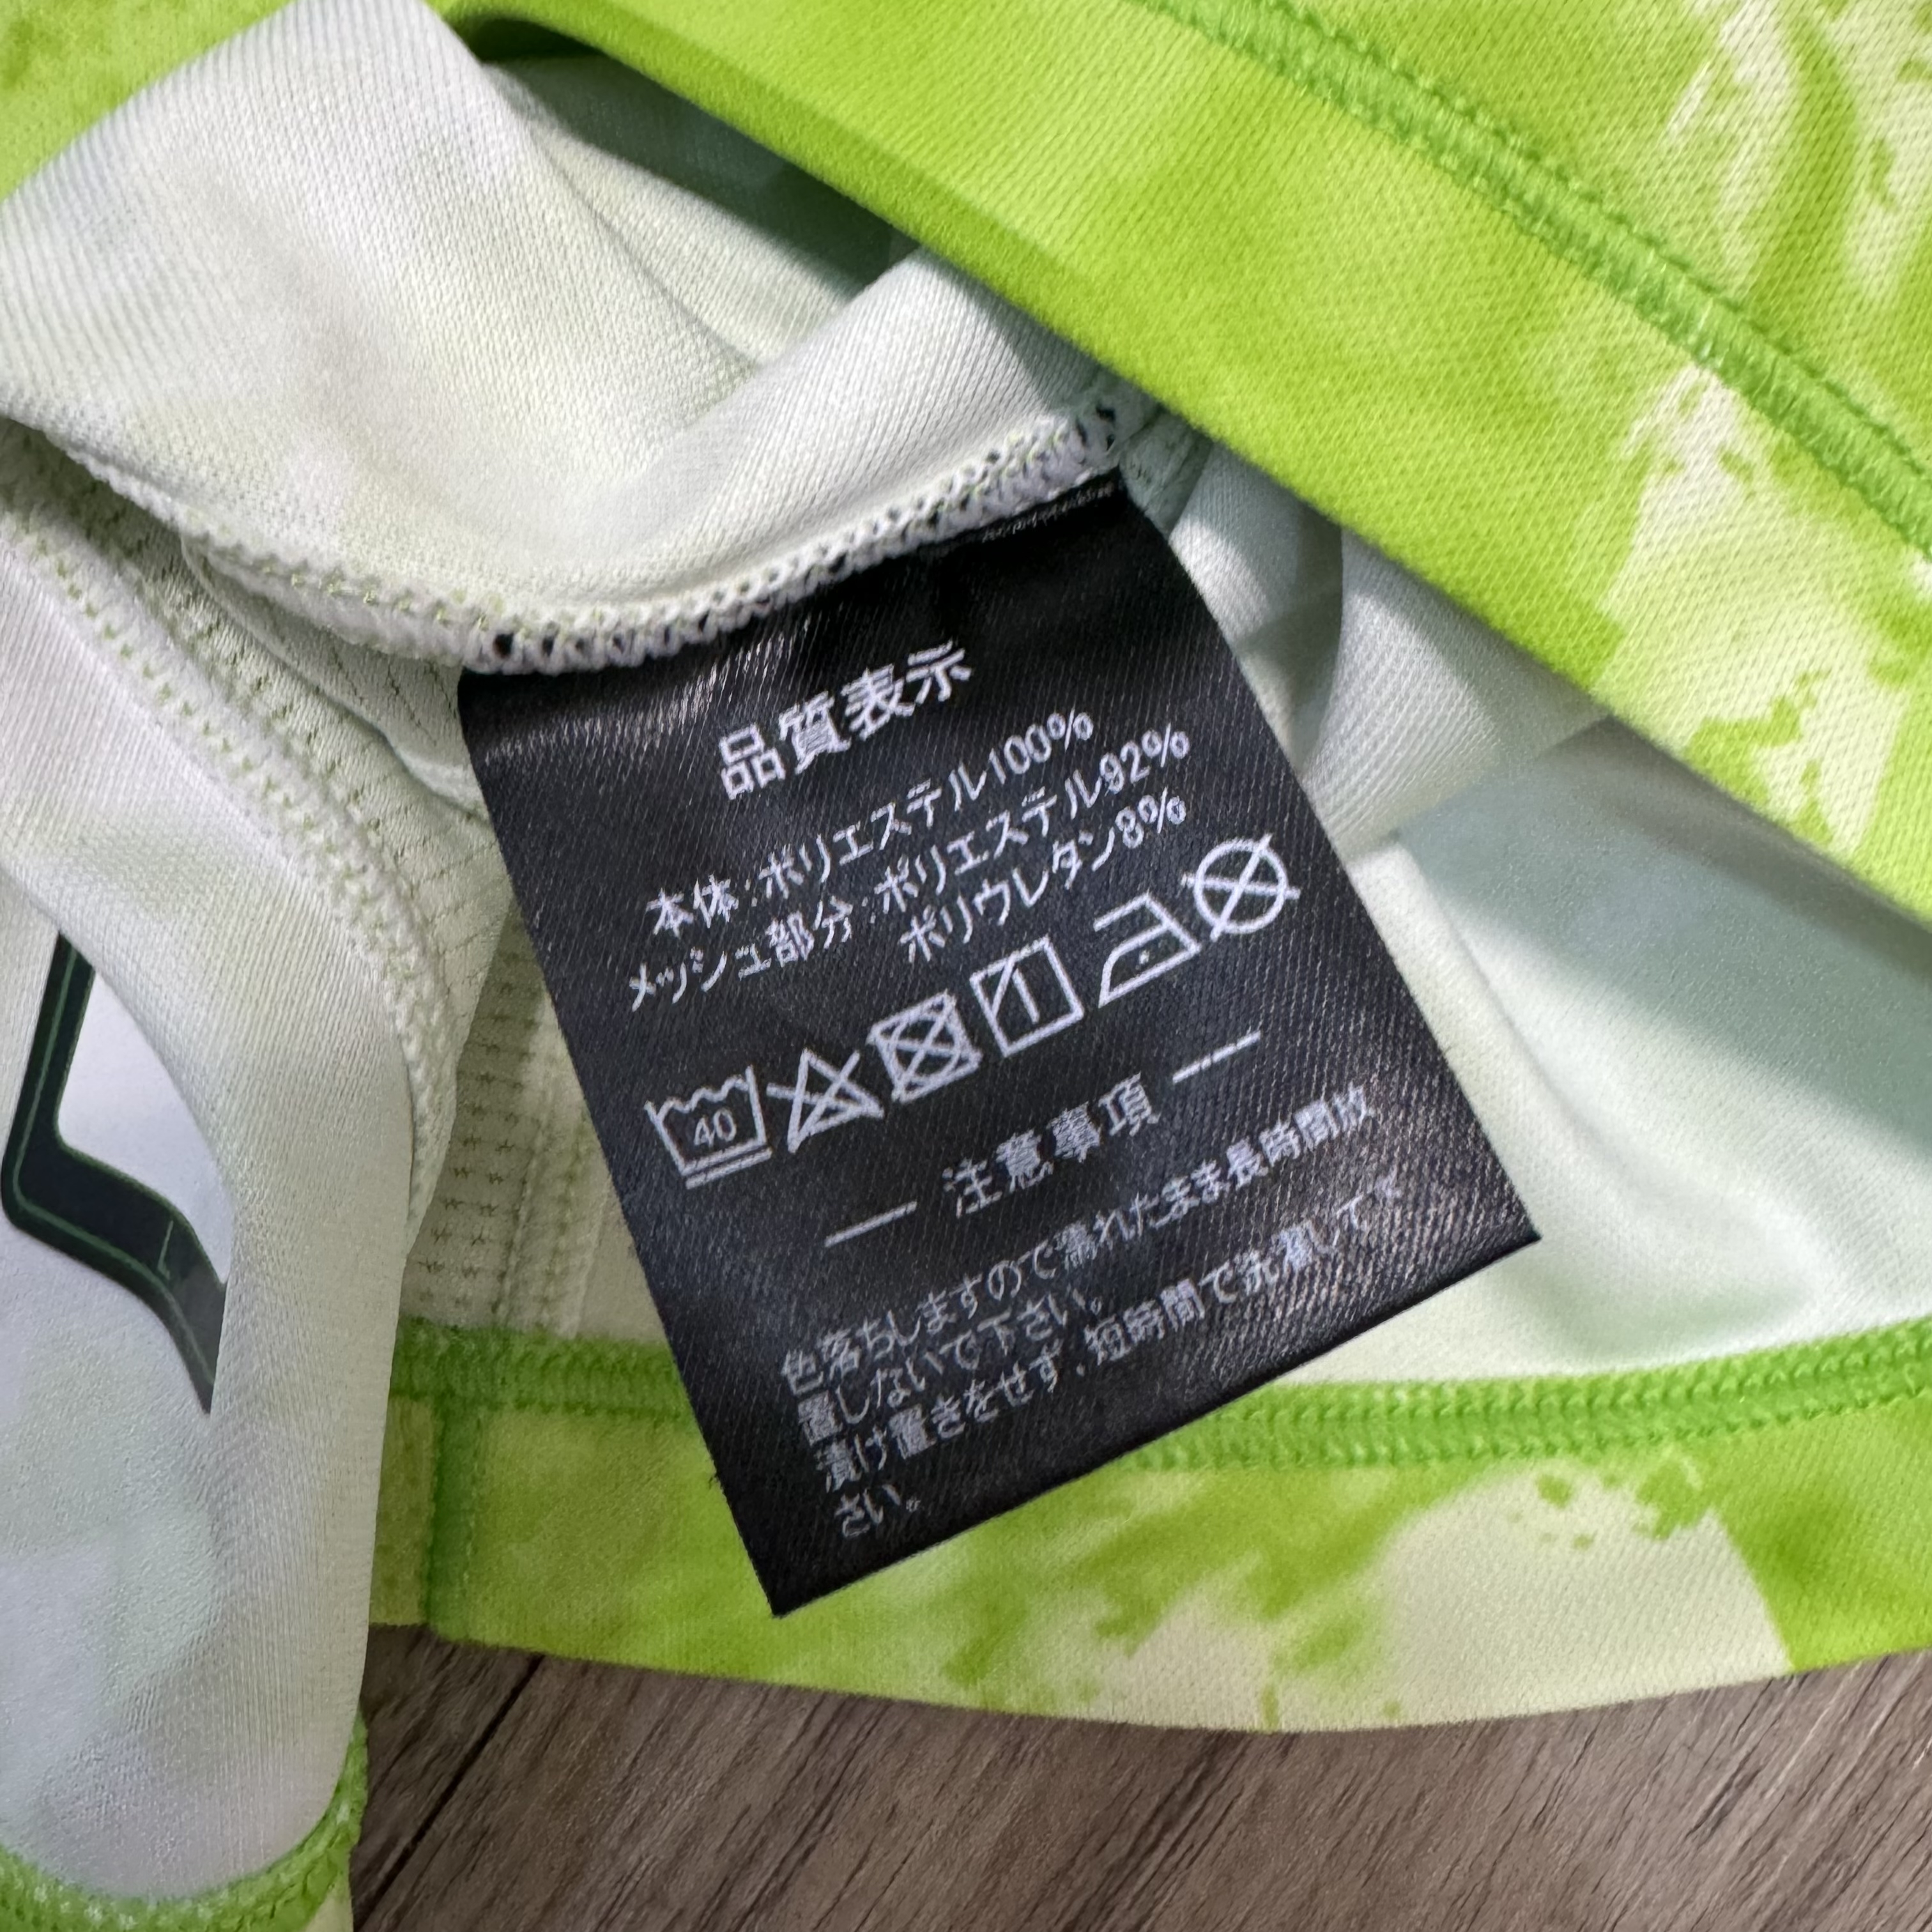 品質表示
本体:ポリエステル100%
メッシュ部分:ポリエステル92%
ポリウレタン8%
40
— 注意事項 —
色落ちしますので濡れたまま長時間放
置しないで下さい。
漬け置きをせず.短時間で洗濯して下
さい。